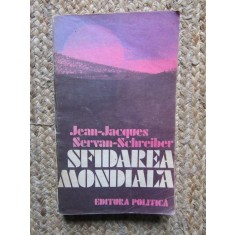 Jean-Jacques
Servan-Schreiber
SFIDAREA
MONDIALĂ
EDITURA POLITICĂ